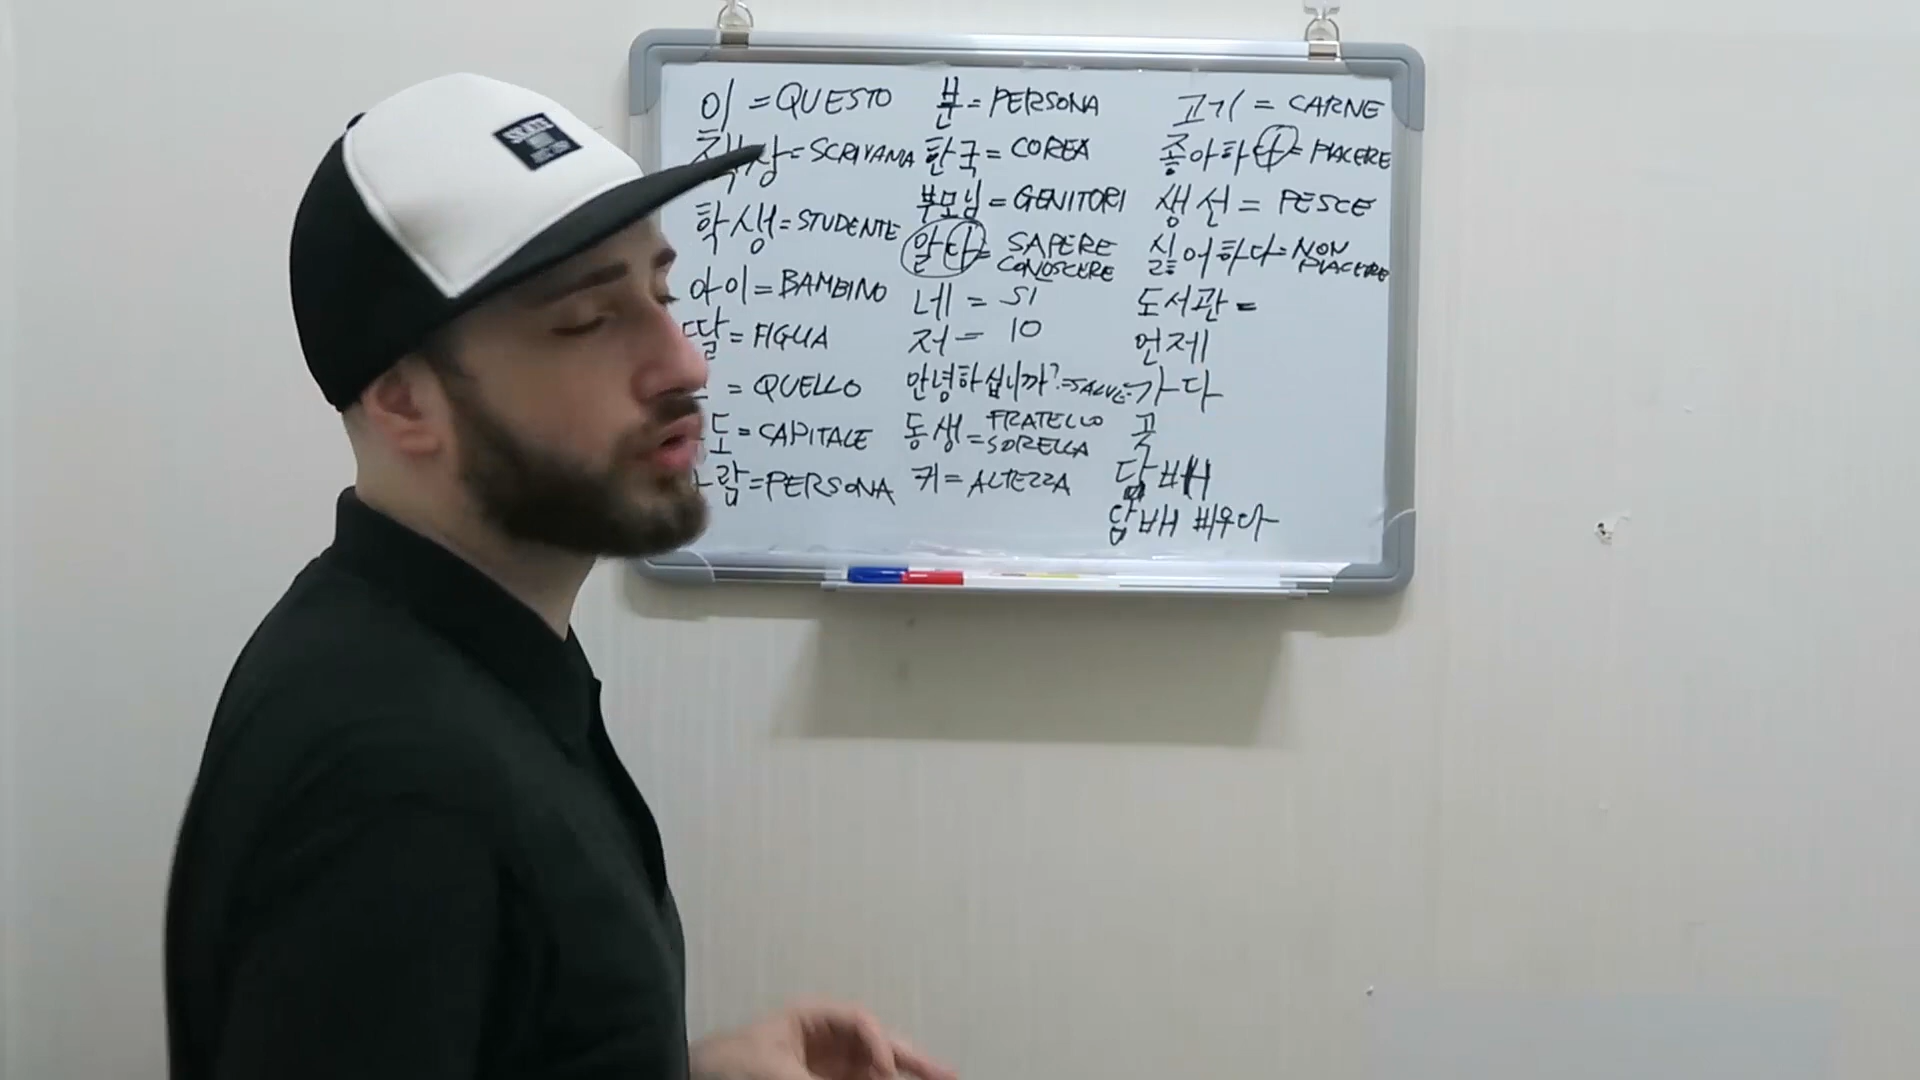 SKATE
이 = QUESTO
책상 = SCRIVANIA
학생 = STUDENTE
아이 = BAMBINO
딸 = FIGLIA
= QUELLO
도 = CAPITALE
람 = PERSONA
분 = PERSONA
한국 = COREA
부모님 = GENITORI
알다 = SAPERE
CONOSCERE
네 = SI
저 = IO
안녕하십니까? = SALVE
동생 = FRATELLO
SORELLA
키 = ALTEZZA
고기 = CARNE
좋아하다 = PIACERE
생선 = PESCE
싫어하다 = NON
PIACERE
도서관 =
언제
가다
곡
담배
담배 피우다